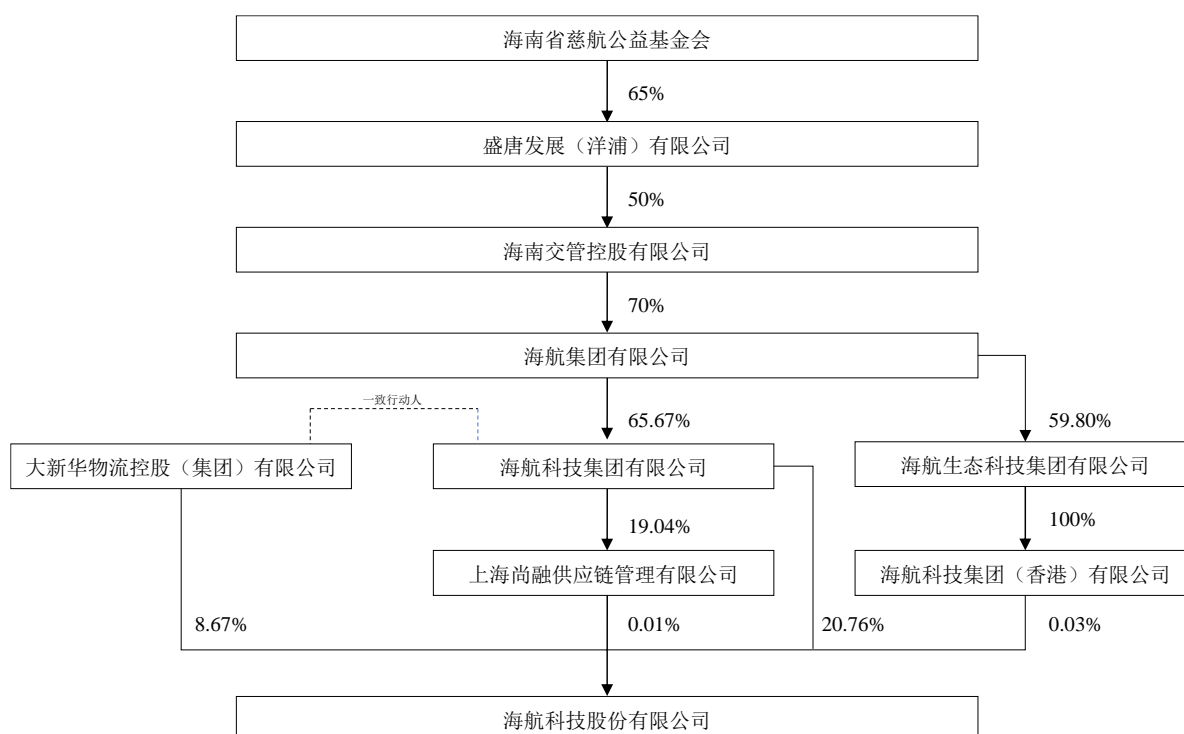 海南省慈航公益基金会
65%
盛唐发展（洋浦）有限公司
50%
海南交管控股有限公司
70%
海航集团有限公司
一致行动人
65.67%
59.80%
大新华物流控股（集团）有限公司
海航科技集团有限公司
海航生态科技集团有限公司
19.04%
100%
上海尚融供应链管理有限公司
海航科技集团（香港）有限公司
8.67%
0.01%
20.76%
0.03%
海航科技股份有限公司